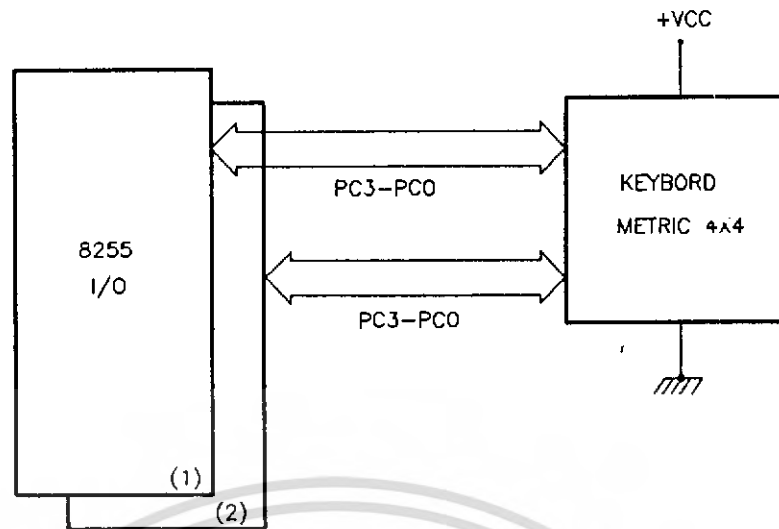 +VCC
PC3-PC0
KEYBORD
METRIC 4x4
8255
I/O
PC3-PC0
(1)
(2)